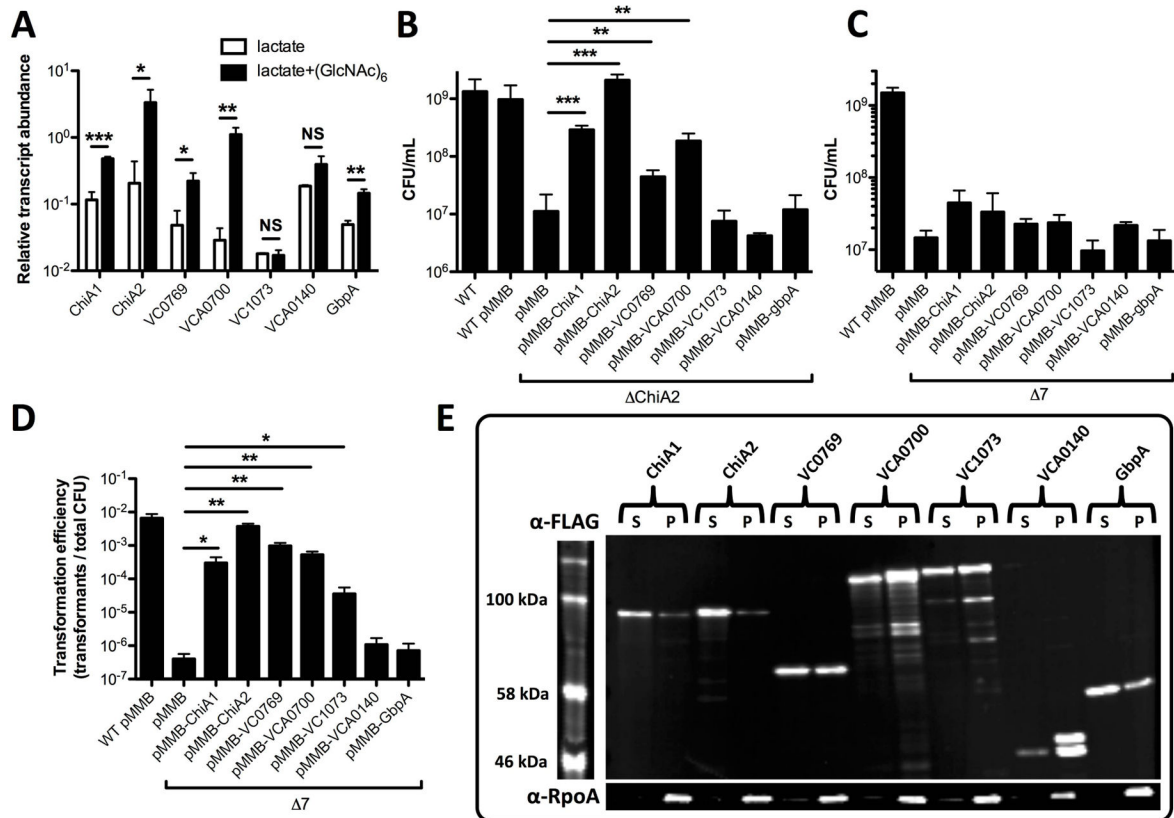 A
lactate
lactate+(GlcNAc)6
Relative transcript abundance
10^1
10^0
10^-1
10^-2
*** * * ** NS NS **
ChiA1 ChiA2 VC0769 VCA0700 VC1073 VCA0140 GbpA
B
**
**
***
***
CFU/mL
10^9
10^8
10^7
10^6
WT WT pMMB pMMB pMMB-ChiA1 pMMB-ChiA2 pMMB-VC0769 pMMB-VCA0700 pMMB-VC1073 pMMB-VCA0140 pMMB-gbpA
ΔChiA2
C
CFU/mL
10^9
10^8
10^7
WT pMMB pMMB pMMB-ChiA1 pMMB-ChiA2 pMMB-VC0769 pMMB-VCA0700 pMMB-VC1073 pMMB-VCA0140 pMMB-gbpA
Δ7
D
*
**
**
**
*
Transformation efficiency
(transformants / total CFU)
10^-1
10^-2
10^-3
10^-4
10^-5
10^-6
10^-7
WT pMMB pMMB pMMB-ChiA1 pMMB-ChiA2 pMMB-VC0769 pMMB-VCA0700 pMMB-VC1073 pMMB-VCA0140 pMMB-GbpA
Δ7
E
ChiA1 ChiA2 VC0769 VCA0700 VC1073 VCA0140 GbpA
α-FLAG S P S P S P S P S P S P S P
100 kDa
58 kDa
46 kDa
α-RpoA